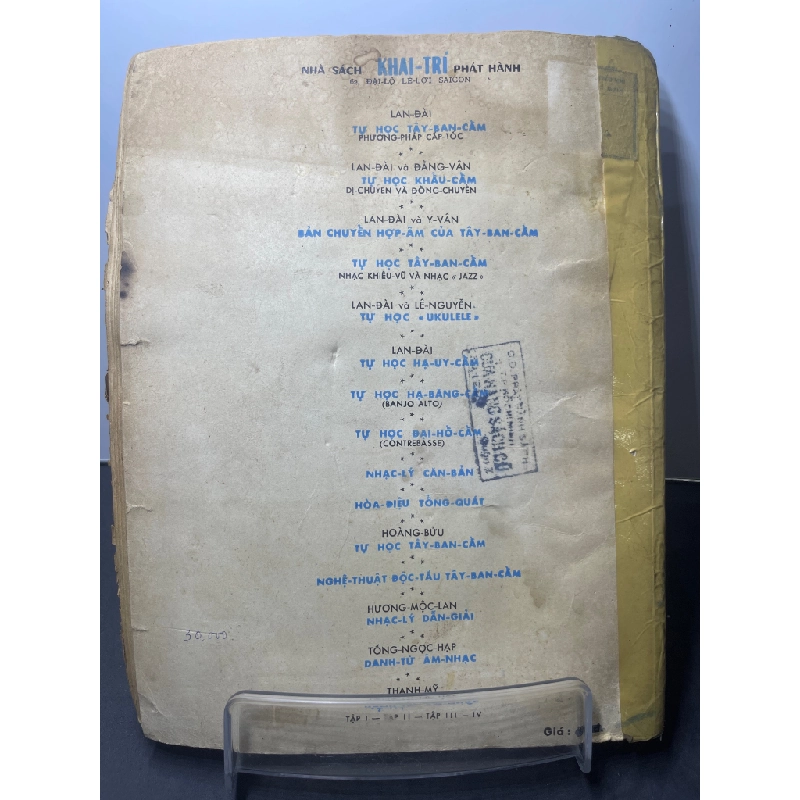 NHÀ SÁCH KHAI-TRÍ PHÁT HÀNH
62, ĐẠI-LỘ LÊ-LỢI SAIGON
LAN-ĐÀI
TỰ HỌC TÂY-BAN-CẦM
PHƯƠNG-PHÁP CẤP-TỐC
LAN-ĐÀI và ĐẰNG-VÂN
TỰ HỌC KHẨU-CẦM
DỊ CHUYỂN VÀ ĐỒNG-CHUYỂN
LAN-ĐÀI và Y-VÂN
BẢN CHUYỂN HỢP-ÂM CỦA TÂY-BAN-CẦM
TỰ HỌC TÂY-BAN-CẦM
NHẠC KHIÊU-VŨ VÀ NHẠC « JAZZ »
LAN-ĐÀI và LÊ-NGUYÊN
TỰ HỌC « UKULELE »
LAN-ĐÀI
TỰ HỌC HẠ-UY-CẦM
TỰ HỌC HẠ-BĂNG-CẦM
(BANJO ALTO)
TỰ HỌC ĐẠI-HỒ-CẦM
(CONTREBASSE)
NHẠC-LÝ CĂN-BẢN
HÒA-ĐIỆU TỔNG-QUÁT
HOÀNG-BỬU
TỰ HỌC TÂY-BAN-CẦM
NGHỆ-THUẬT ĐỘC-TẤU TÂY-BAN-CẦM
HƯƠNG-MỘC-LAN
NHẠC-LÝ DẪN-GIẢI
TỐNG-NGỌC-HẠP
DANH-TỪ ÂM-NHẠC
THANH-MỸ
TẬP I — TẬP II — TẬP III — IV
Giá :
CỬA HÀNG SÁCH CŨ